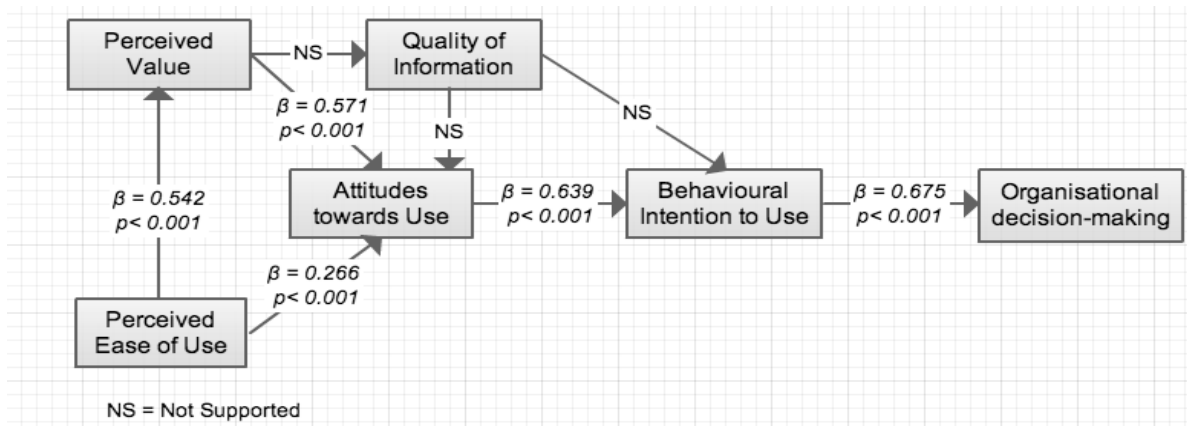 Perceived
Value
NS
Quality of
Information
β = 0.571
p< 0.001
NS
NS
β = 0.542
p< 0.001
Attitudes
towards Use
β = 0.639
p< 0.001
Behavioural
Intention to Use
β = 0.675
p< 0.001
Organisational
decision-making
β = 0.266
p< 0.001
Perceived
Ease of Use
NS = Not Supported